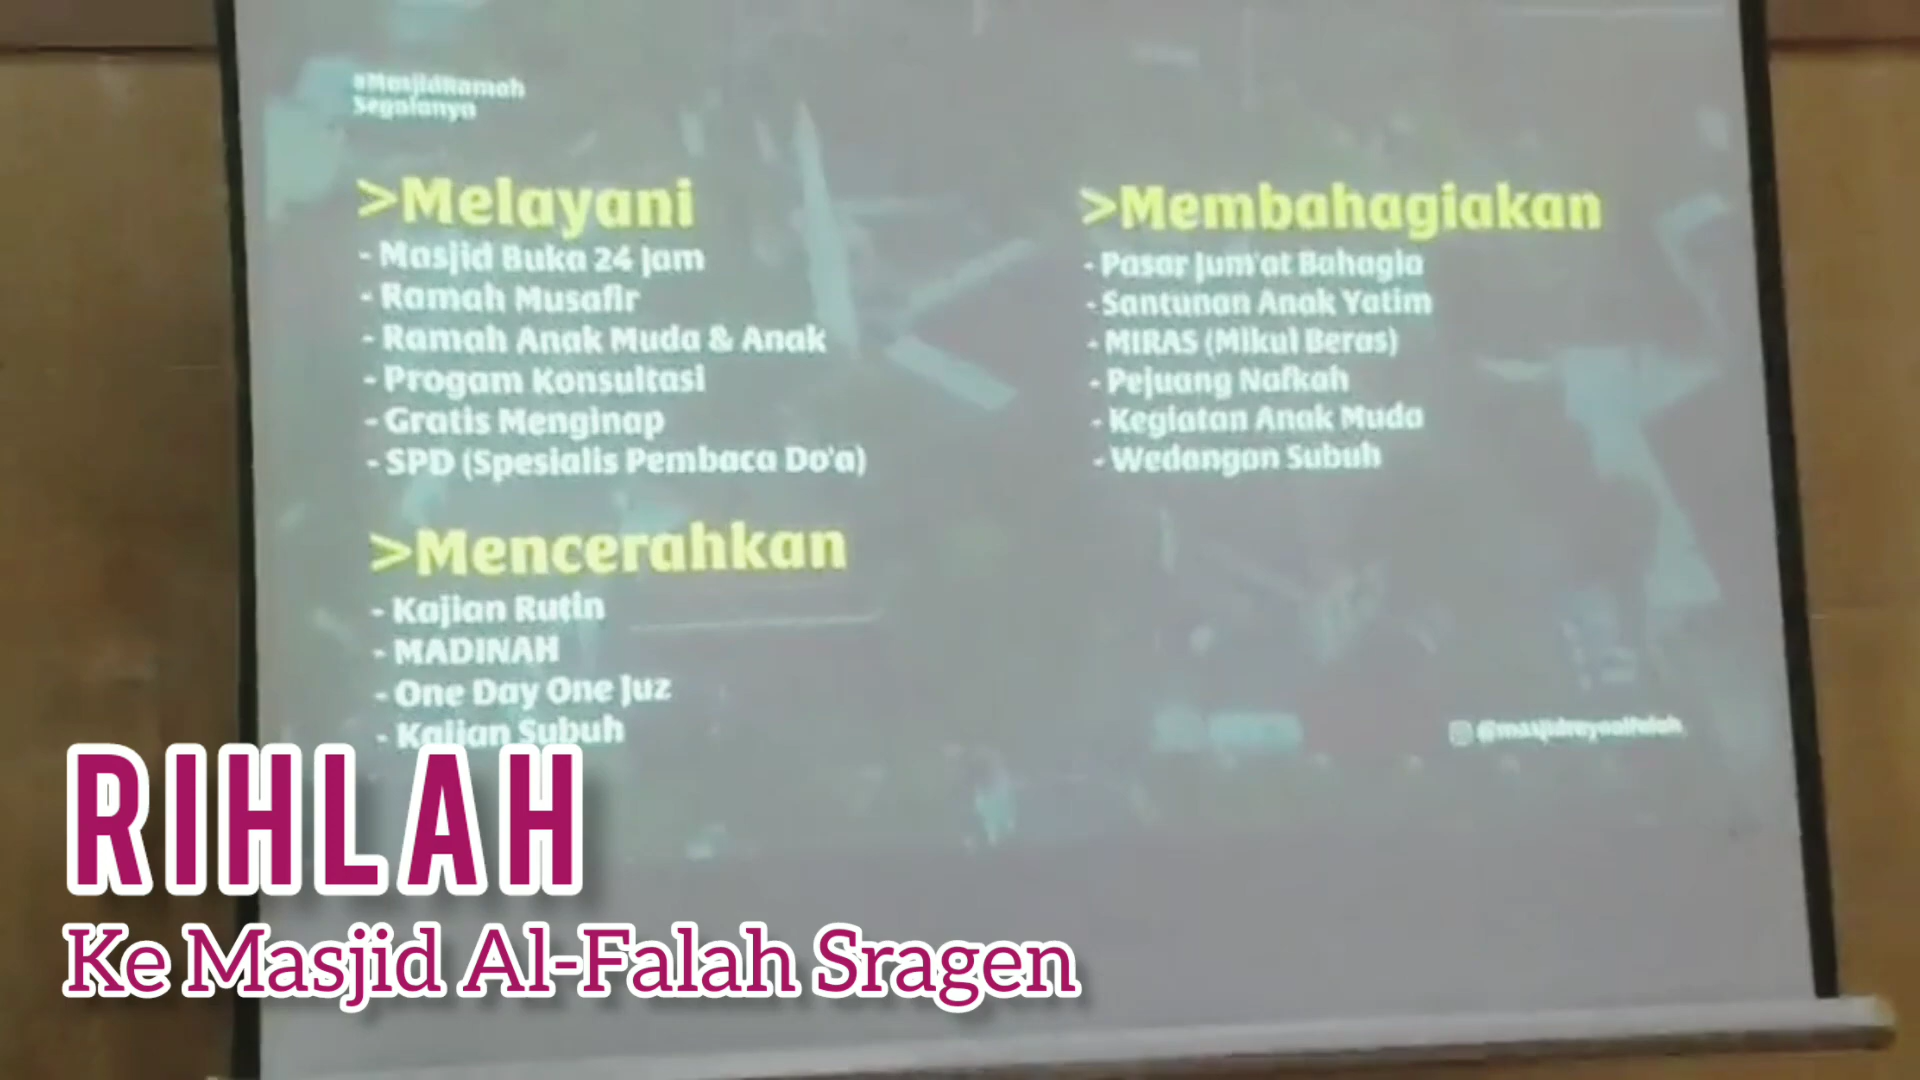 #MasjidRamah
Segalanya
>Melayani
- Masjid Buka 24 Jam
- Ramah Musafir
- Ramah Anak Muda & Anak
- Progam Konsultasi
- Gratis Menginap
- SPD (Spesialis Pembaca Do'a)
>Mencerahkan
- Kajian Rutin
- MADINAH
- One Day One Juz
- Kajian Subuh
>Membahagiakan
- Pasar Jum'at Bahagia
- Santunan Anak Yatim
- MIRAS (Mikul Beras)
- Pejuang Nafkah
- Kegiatan Anak Muda
- Wedangan Subuh
@masjidrayaalfalah
RIHLAH
Ke Masjid Al-Falah Sragen